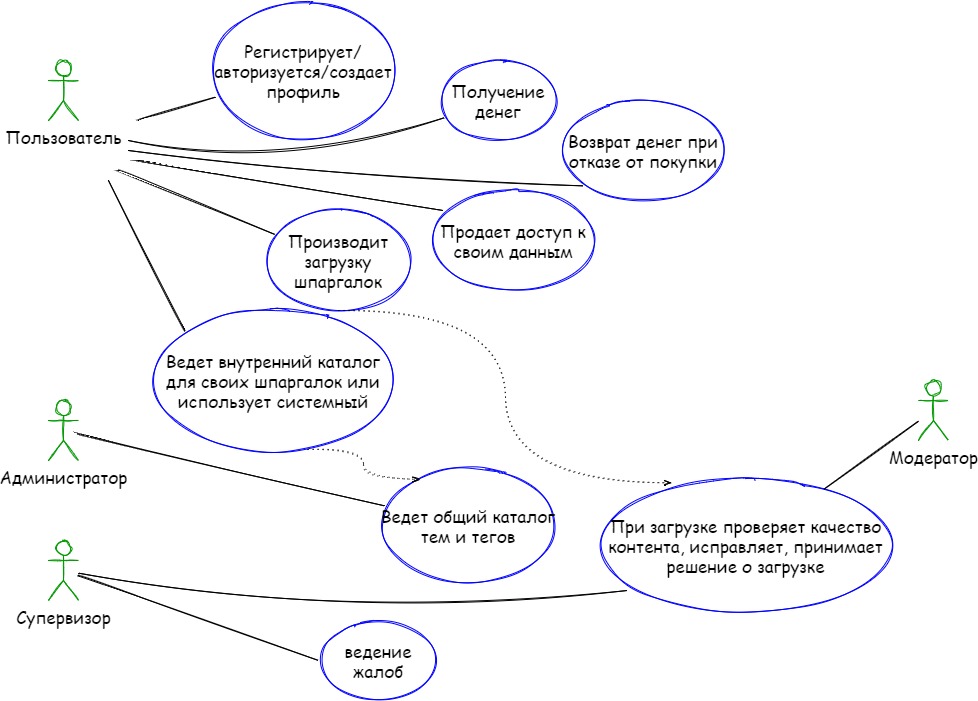 Регистрирует/
авторизуется/создает
профиль
Получение
денег
Пользователь
Возврат денег при
отказе от покупки
Продает доступ к
своим данным
Производит
загрузку
шпаргалок
Ведет внутренний каталог
для своих шпаргалок или
использует системный
Модератор
Администратор
Ведет общий каталог
тем и тегов
При загрузке проверяет качество
контента, исправляет, принимает
решение о загрузке
Супервизор
ведение
жалоб